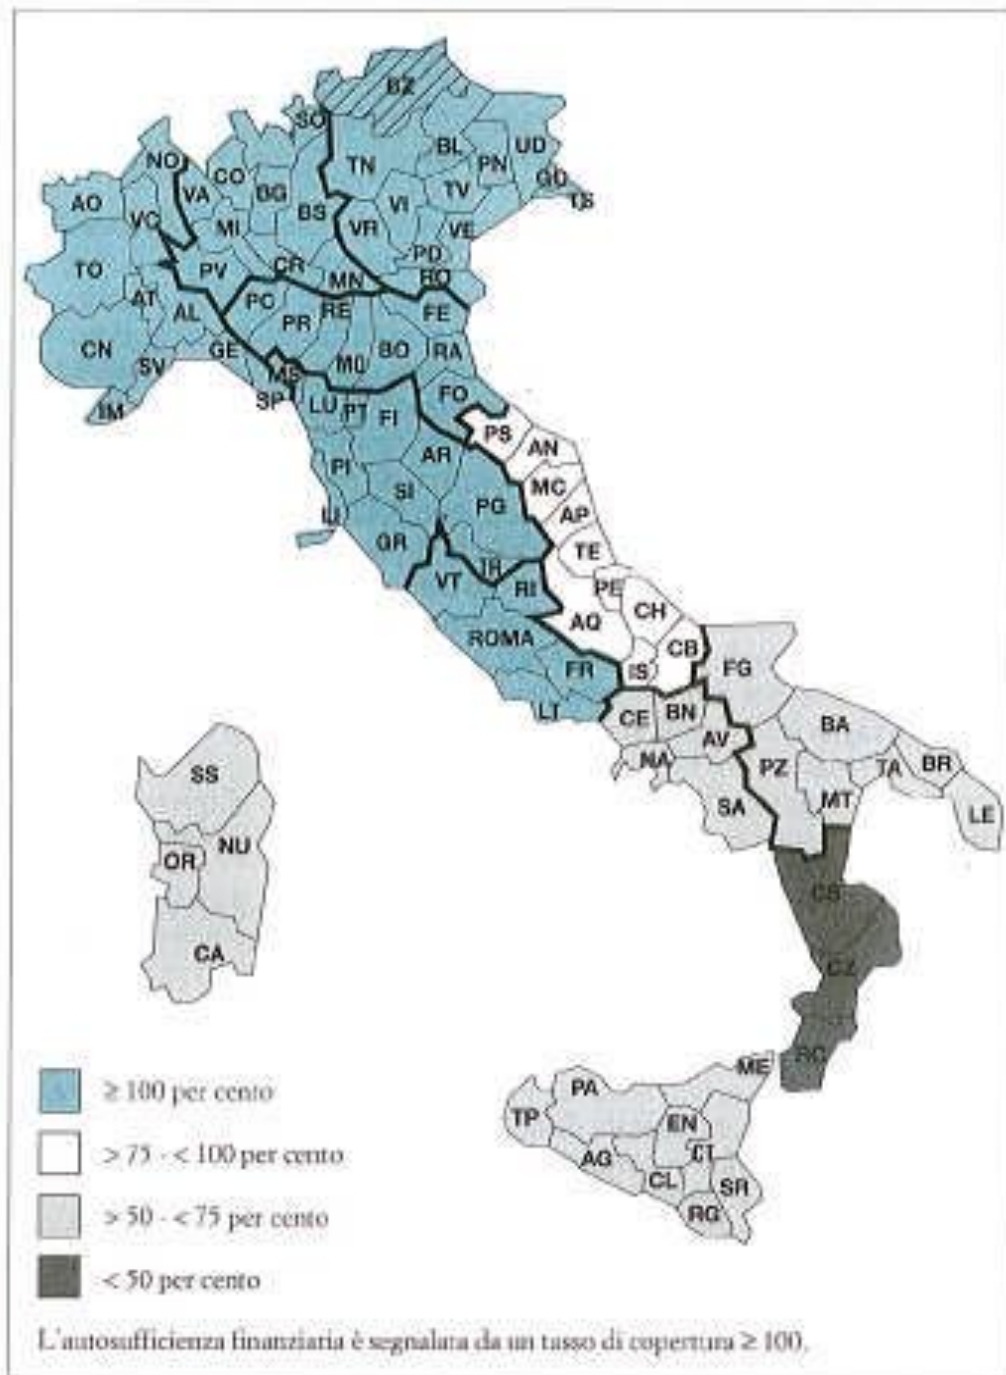 BZ
SO
NO
CO
TN
BL
PN
UD
GO
TS
AO
VC
VA
BG
BS
VI
TV
MI
VR
VE
PD
TO
PV
CR
MN
RO
AT
AL
PC
PR
RE
FE
CN
SV
GE
MO
BO
RA
MS
IM
SP
LU
PT
FI
FO
PS
AN
PI
AR
MC
SI
PG
AP
LI
GR
TE
TR
VT
RI
PE
CH
AQ
ROMA
CB
FR
IS
FG
LT
CE
BN
BA
AV
NA
PZ
TA
BR
SS
SA
MT
LE
NU
OR
CS
CA
CZ
RC
ME
PA
TP
EN
AG
CT
CL
SR
RG
≥ 100 per cento
> 75 - < 100 per cento
> 50 - < 75 per cento
< 50 per cento
L'autosufficienza finanziaria è segnalata da un tasso di copertura ≥ 100.